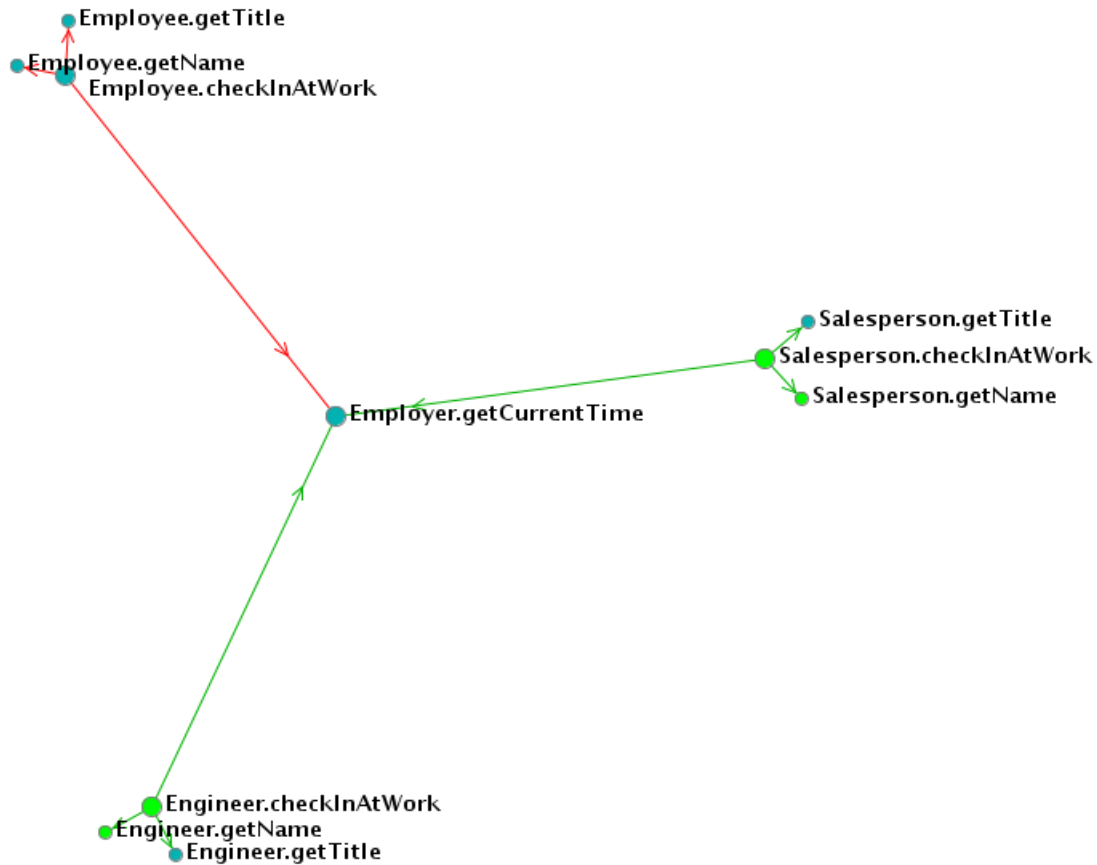 Employee.getTitle
Employee.getName
Employee.checkInAtWork
Salesperson.getTitle
Salesperson.checkInAtWork
Salesperson.getName
Employer.getCurrentTime
Engineer.checkInAtWork
Engineer.getName
Engineer.getTitle